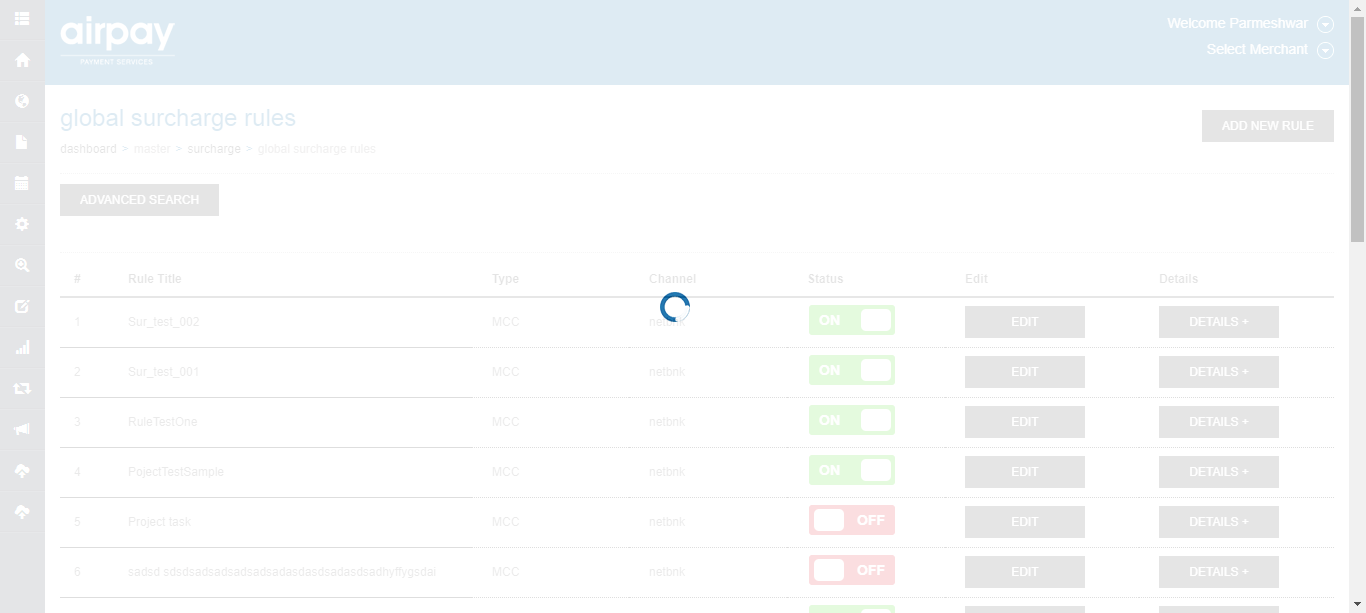 airpay
PAYMENT SERVICES
Welcome Parmeshwar
Select Merchant
global surcharge rules
dashboard > master > surcharge > global surcharge rules
ADD NEW RULE
ADVANCED SEARCH
# Rule Title Type Channel Status Edit Details
1 Sur_test_002 MCC netbnk ON EDIT DETAILS +
2 Sur_test_001 MCC netbnk ON EDIT DETAILS +
3 RuleTestOne MCC netbnk ON EDIT DETAILS +
4 PojectTestSample MCC netbnk ON EDIT DETAILS +
5 Project task MCC netbnk OFF EDIT DETAILS +
6 sadsd MCC netbnk OFF EDIT DETAILS +